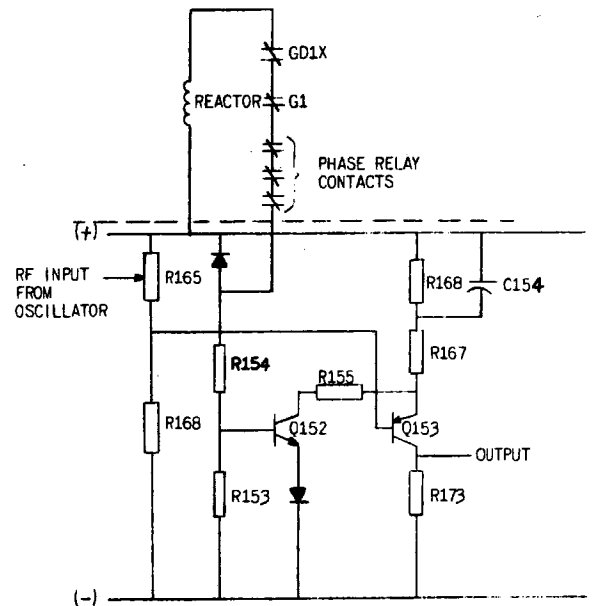 GD1X
REACTOR
G1
PHASE RELAY
CONTACTS
(+)
RF INPUT
FROM
OSCILLATOR
R165
R168
C154
R154
R167
R155
R168
Q152
Q153
OUTPUT
R153
R173
(-)